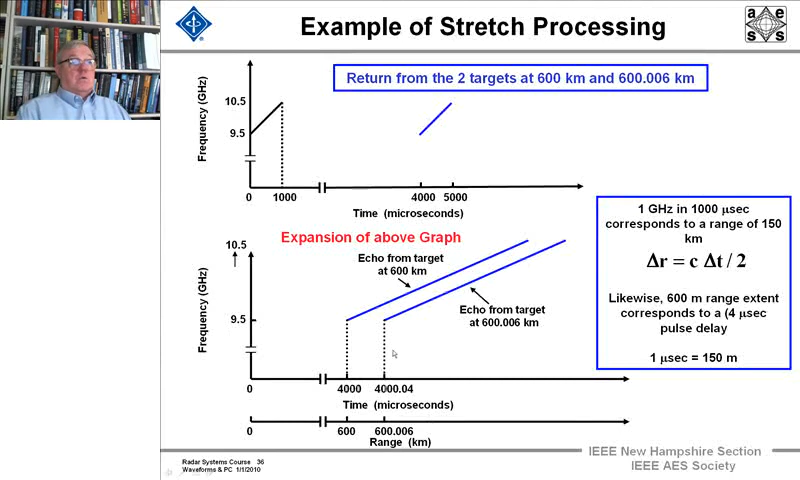 Example of Stretch Processing
a e
s s
Return from the 2 targets at 600 km and 600.006 km
Frequency (GHz)
10.5
9.5
0
1000
4000
5000
Time (microseconds)
Expansion of above Graph
Frequency (GHz)
10.5
9.5
Echo from target
at 600 km
Echo from target
at 600.006 km
0
4000
4000.04
Time (microseconds)
0
600
600.006
Range (km)
1 GHz in 1000 μsec
corresponds to a range of 150
km
Δr = c Δt / 2
Likewise, 600 m range extent
corresponds to a (4 μsec
pulse delay
1 μsec = 150 m
Radar Systems Course 36
Waveforms & PC 1/1/2010
IEEE New Hampshire Section
IEEE AES Society